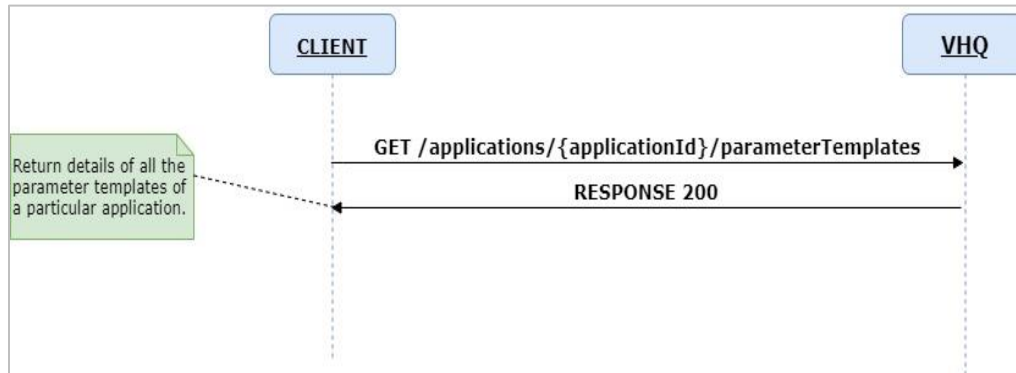 CLIENT
VHQ
GET /applications/{applicationId}/parameterTemplates
Return details of all the
parameter templates of
a particular application.
RESPONSE 200